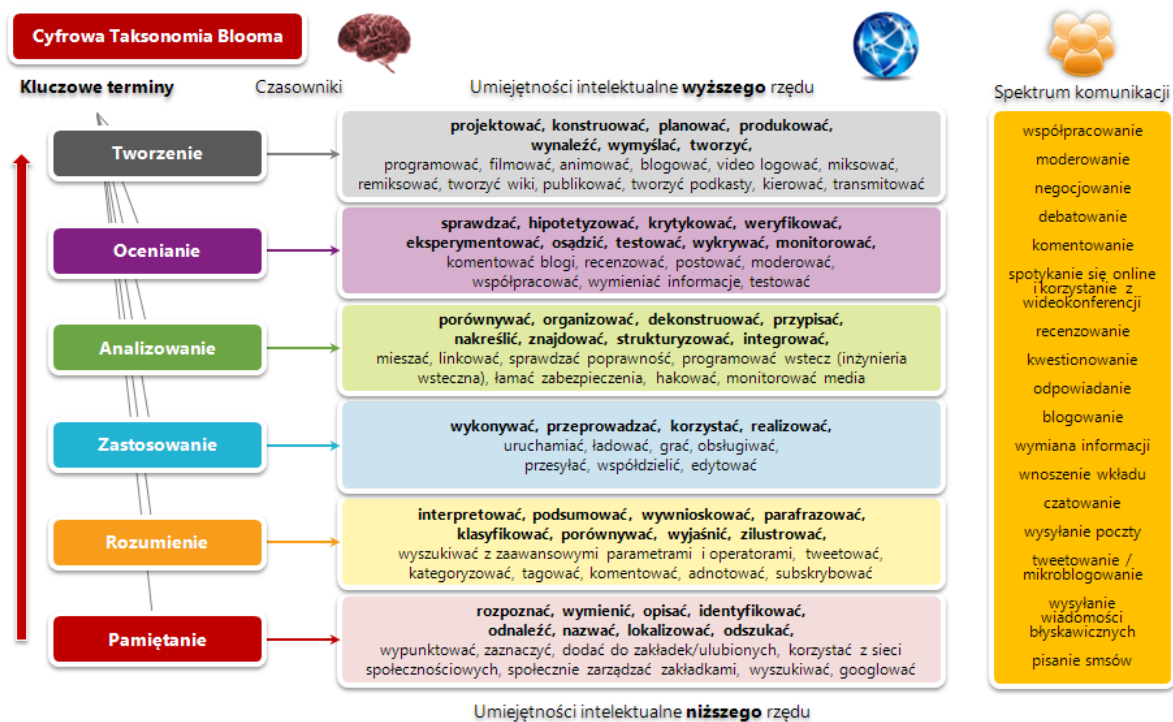 Cyfrowa Taksonomia Blooma
Kluczowe terminy
Czasowniki
Umiejętności intelektualne wyższego rzędu
Spektrum komunikacji
Tworzenie
projektować, konstruować, planować, produkować,
wynaleźć, wymyślać, tworzyć,
programować, filmować, animować, blogować, video logować, miksować,
remiksować, tworzyć wiki, publikować, tworzyć podkasty, kierować, transmitować
Ocenianie
sprawdzać, hipotetyzować, krytykować, weryfikować,
eksperymentować, osądzić, testować, wykrywać, monitorować,
komentować blogi, recenzować, postować, moderować,
współpracować, wymieniać informacje, testować
Analizowanie
porównywać, organizować, dekonstruować, przypisać,
nakreślić, znajdować, strukturyzować, integrować,
mieszać, linkować, sprawdzać poprawność, programować wstecz (inżynieria
wsteczna), łamać zabezpieczenia, hakować, monitorować media
Zastosowanie
wykonywać, przeprowadzać, korzystać, realizować,
uruchamiać, ładować, grać, obsługiwać,
przesyłać, współdzielić, edytować
Rozumienie
interpretować, podsumować, wywnioskować, parafrazować,
klasyfikować, porównywać, wyjaśnić, zilustrować,
wyszukiwać z zaawansowymi parametrami i operatorami, tweetować,
kategoryzować, tagować, komentować, adnotować, subskrybować
Pamiętanie
rozpoznać, wymienić, opisać, identyfikować,
odnaleźć, nazwać, lokalizować, odszukać,
wypunktować, zaznaczyć, dodać do zakładek/ulubionych, korzystać z sieci
społecznościowych, społecznie zarządzać zakładkami, wyszukiwać, googlować
Umiejętności intelektualne niższego rzędu
współpracowanie
moderowanie
negocjowanie
debatowanie
komentowanie
spotykanie się online
i korzystanie z
wideokonferencji
recenzowanie
kwestionowanie
odpowiadanie
blogowanie
wymiana informacji
wnoszenie wkładu
czatowanie
wysyłanie poczty
tweetowanie /
mikroblogowanie
wysyłanie
wiadomości
błyskawicznych
pisanie smsów